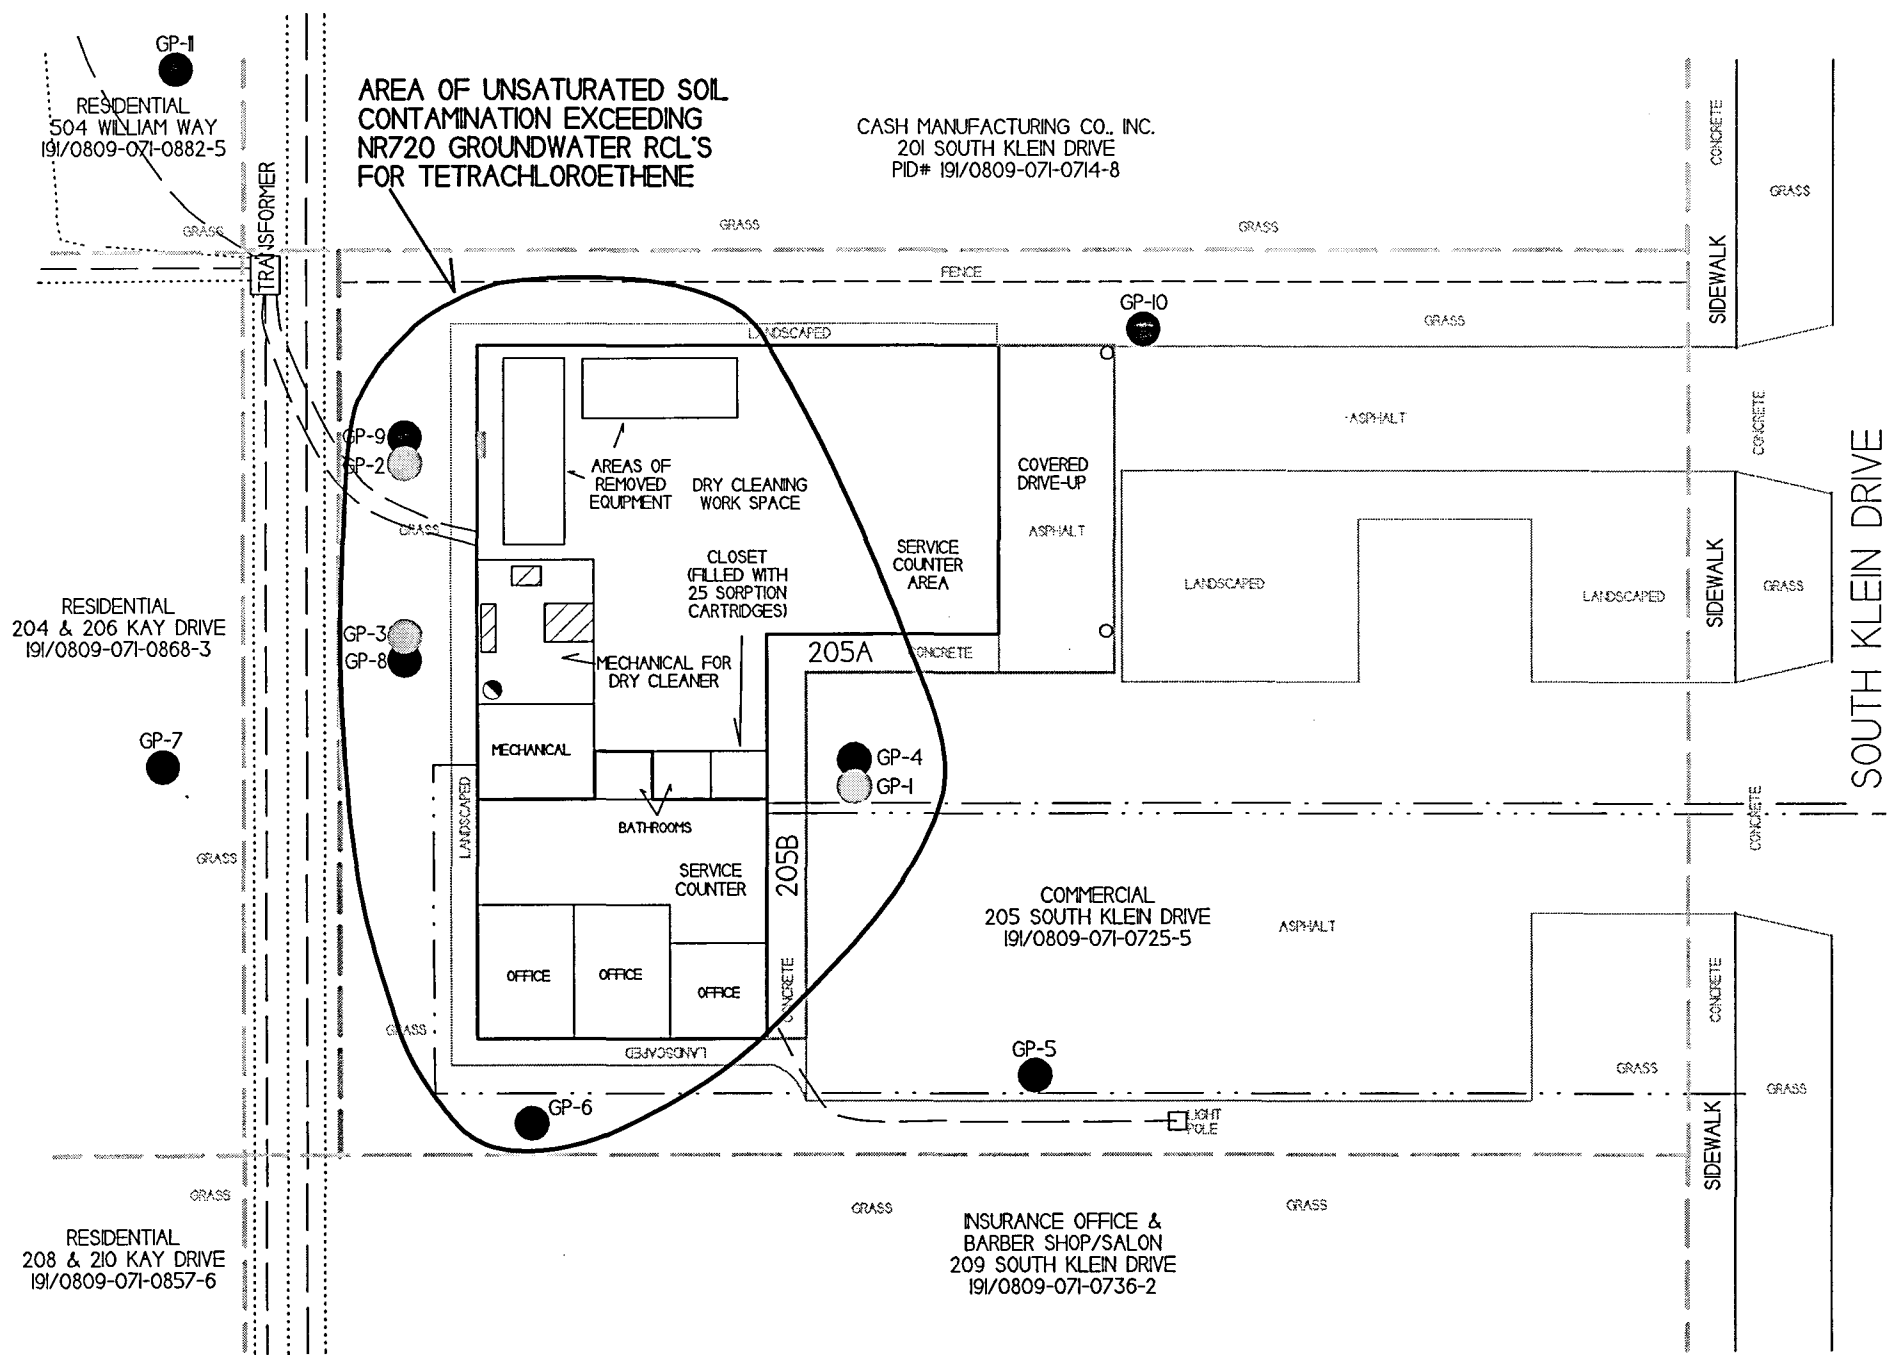 GP-11
RESIDENTIAL
504 WILLIAM WAY
191/0809-071-0882-5
AREA OF UNSATURATED SOIL
CONTAMINATION EXCEEDING
NR720 GROUNDWATER RCL'S
FOR TETRACHLOROETHENE
CASH MANUFACTURING CO., INC.
201 SOUTH KLEIN DRIVE
PID# 191/0809-071-0714-8
CONCRETE
GRASS
GRASS
TRANSFORMER
GRASS
GRASS
SIDEWALK
FENCE
GP-10
GRASS
LANDSCAPED
CONCRETE
ASPHALT
GP-9
GP-2
AREAS OF
REMOVED
EQUIPMENT
DRY CLEANING
WORK SPACE
COVERED
DRIVE-UP
ASPHALT
SOUTH KLEIN DRIVE
GRASS
SERVICE
COUNTER
AREA
CLOSET
(FILLED WITH
25 SORPTION
CARTRIDGES)
LANDSCAPED
LANDSCAPED
SIDEWALK
GRASS
RESIDENTIAL
204 & 206 KAY DRIVE
191/0809-071-0868-3
GP-3
GP-8
205A
CONCRETE
MECHANICAL FOR
DRY CLEANER
GP-7
MECHANICAL
GP-4
GP-1
LANDSCAPED
BATHROOMS
CONCRETE
GRASS
SERVICE
COUNTER
205B
COMMERCIAL
205 SOUTH KLEIN DRIVE
191/0809-071-0725-5
ASPHALT
OFFICE
OFFICE
OFFICE
CONCRETE
CONCRETE
GRASS
LANDSCAPED
GP-5
GRASS
GRASS
GP-6
LIGHT
POLE
SIDEWALK
GRASS
GRASS
GRASS
RESIDENTIAL
208 & 210 KAY DRIVE
191/0809-071-0857-6
INSURANCE OFFICE &
BARBER SHOP/SALON
209 SOUTH KLEIN DRIVE
191/0809-071-0736-2